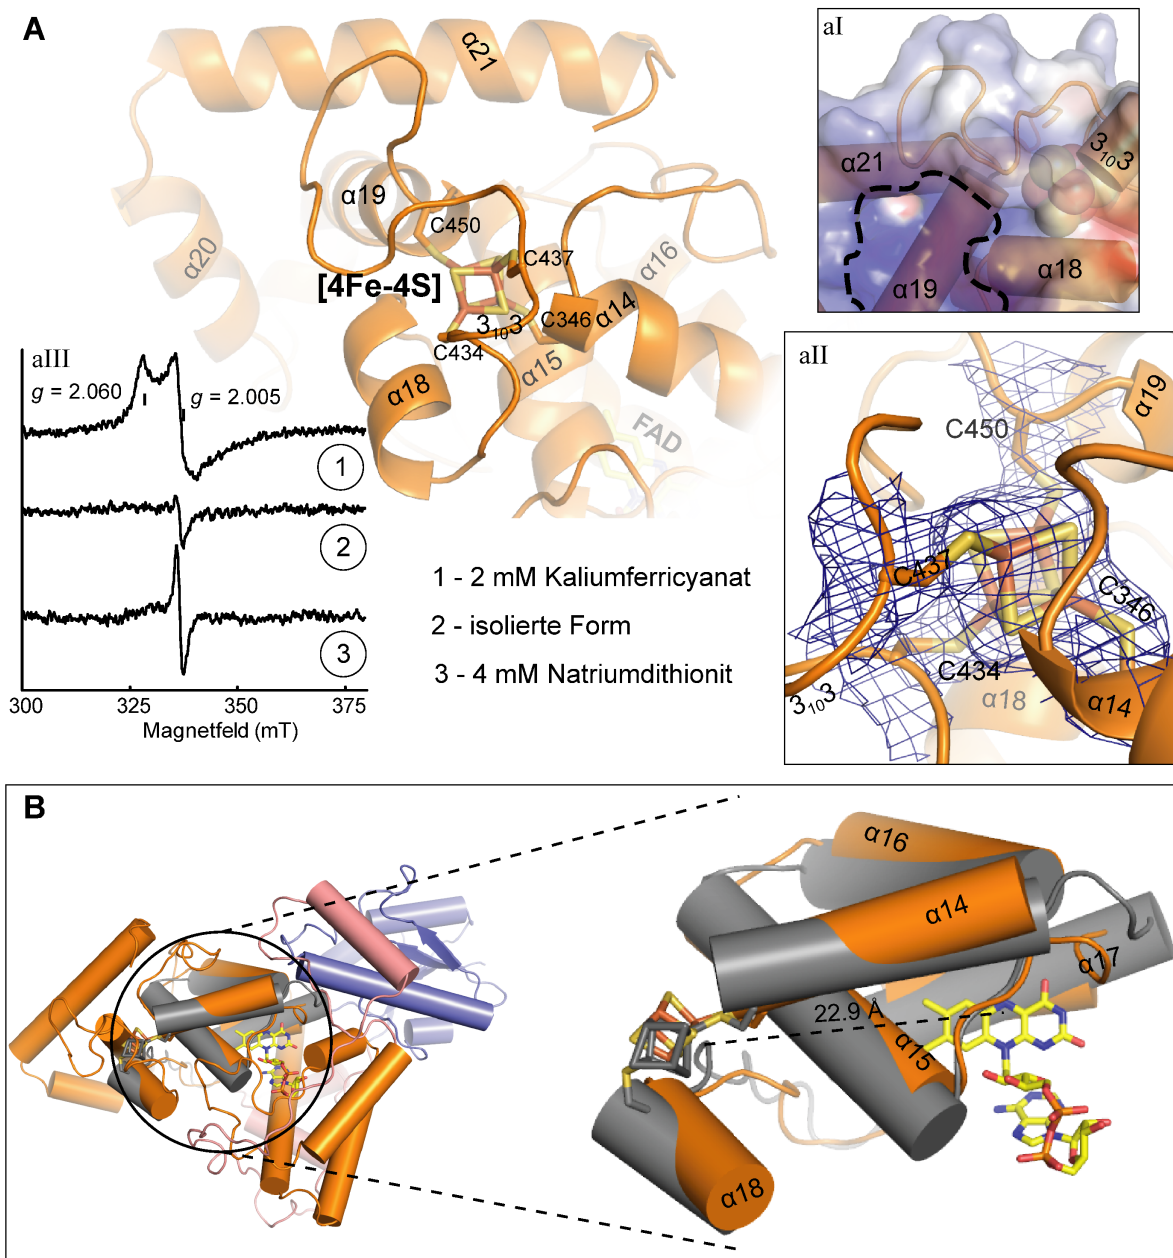 A
α21
α19
α20
C450
C437
α16
[4Fe-4S]
3₁₀3
C346
α14
C434
α15
α18
FAD
aI
α21
3₁₀3
α19
α18
aII
α19
C450
C437
C346
C434
3₁₀3
α18
α14
aIII
g = 2.060
g = 2.005
1
2
3
300
325
350
375
Magnetfeld (mT)
1 - 2 mM Kaliumferricyanat
2 - isolierte Form
3 - 4 mM Natriumdithionit
B
α16
α14
α17
22.9 Å
α15
α18